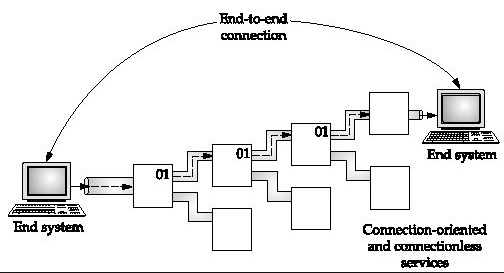 End-to-end
connection
01
End system
01
01
End system
Connection-oriented
and connectionless
services